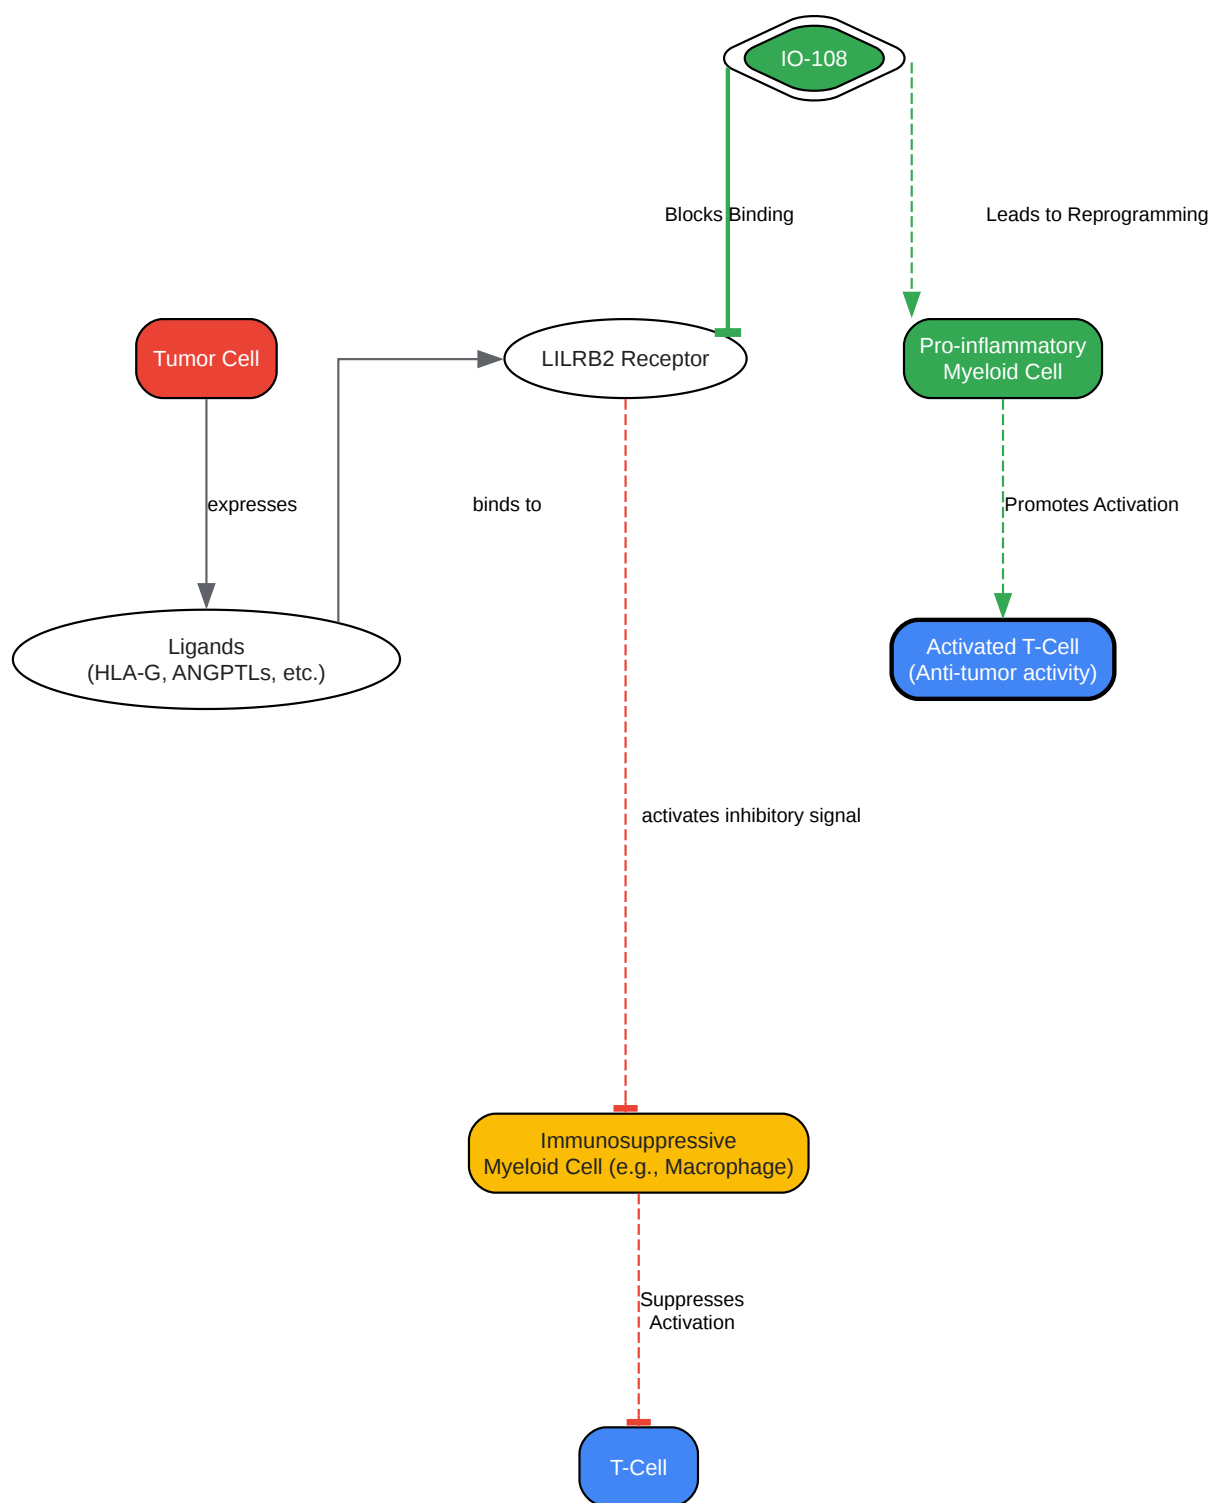 IO-108
Blocks Binding
Leads to Reprogramming
Tumor Cell
LILRB2 Receptor
Pro-inflammatory
Myeloid Cell
expresses
binds to
Promotes Activation
Ligands
(HLA-G, ANGPTLs, etc.)
Activated T-Cell
(Anti-tumor activity)
activates inhibitory signal
Immunosuppressive
Myeloid Cell (e.g., Macrophage)
Suppresses
Activation
T-Cell